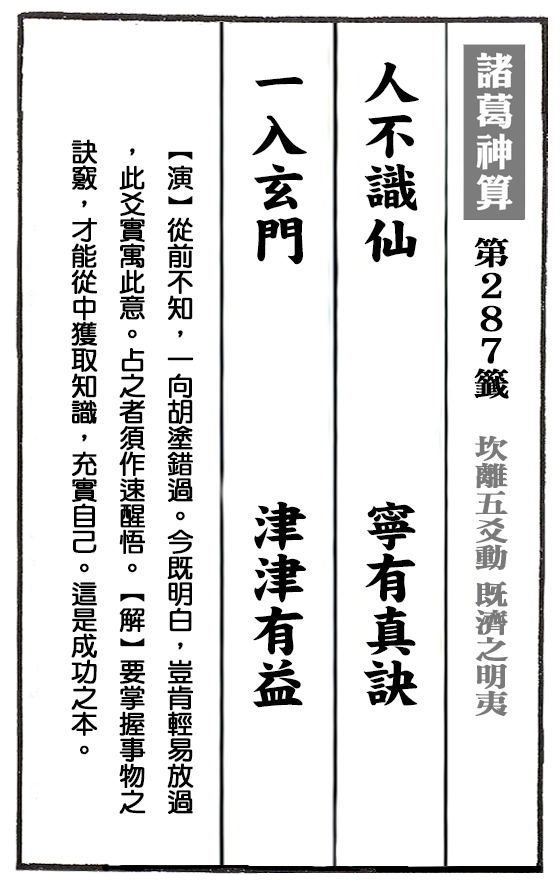 諸葛神算 第287籤 坎離五爻動 既濟之明夷
人不識仙 寧有真訣
一入玄門 津津有益
【演】從前不知，一向胡塗錯過。今既明白，豈肯輕易放過
，此爻實寓此意。占之者須作速醒悟。【解】要掌握事物之
訣竅，才能從中獲取知識，充實自己。這是成功之本。